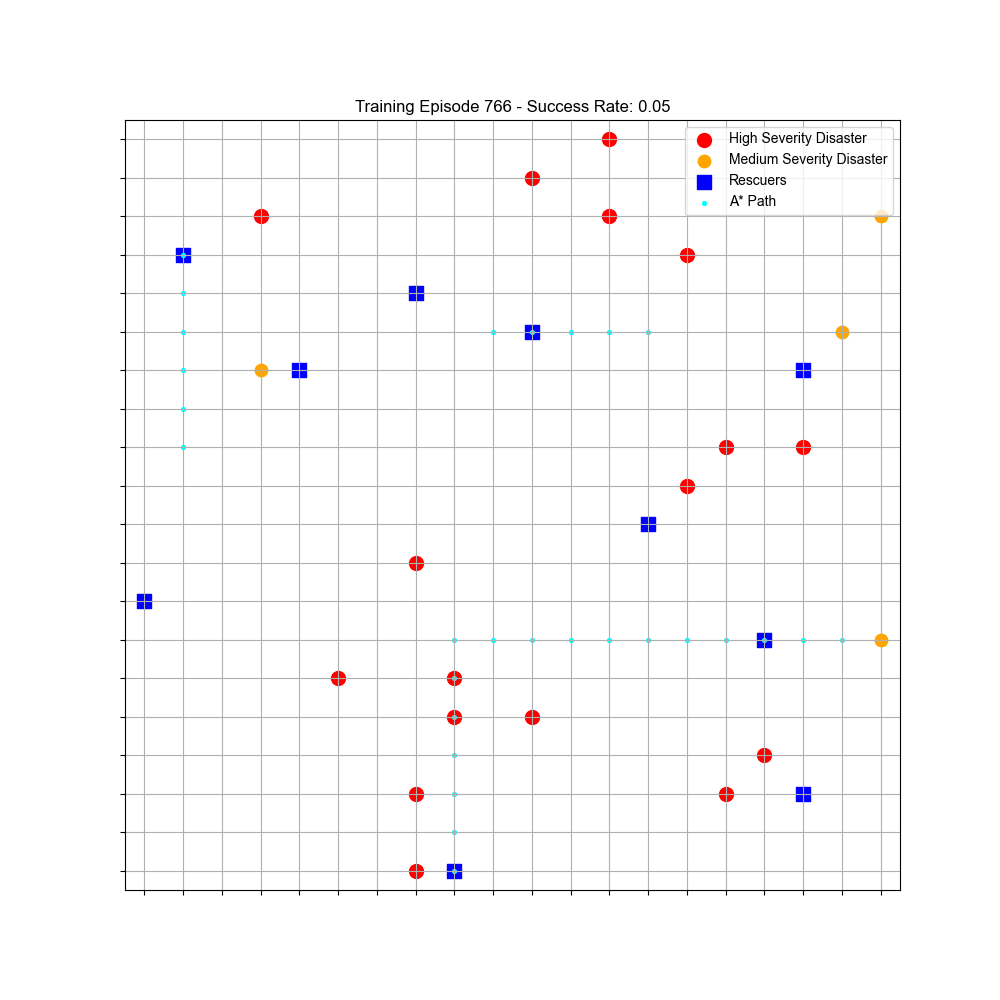 Training Episode 766 - Success Rate: 0.05
High Severity Disaster
Medium Severity Disaster
Rescuers
A* Path